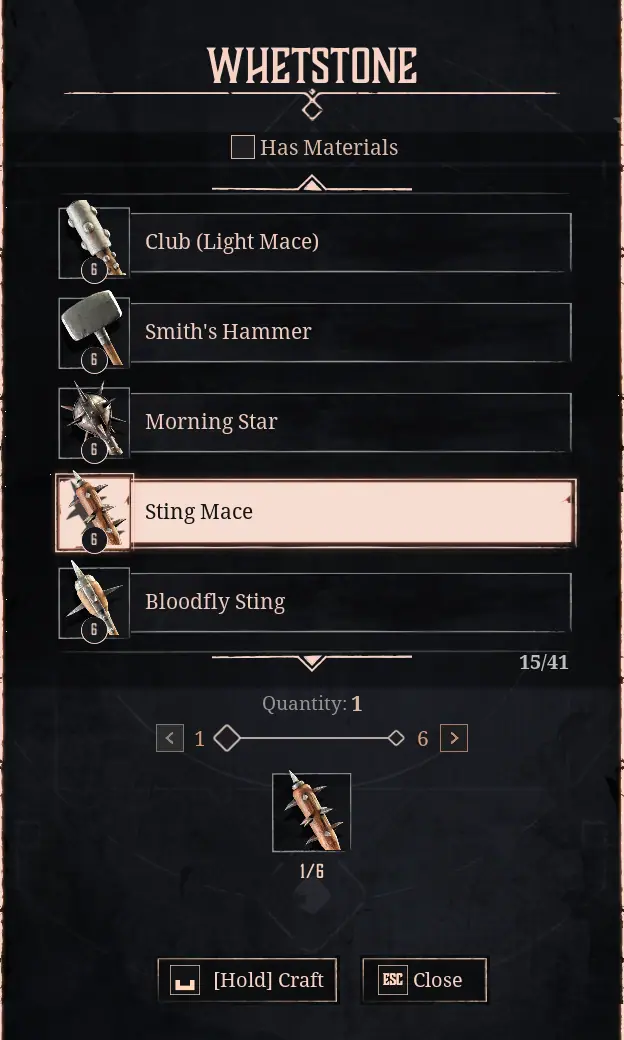 WHETSTONE
Has Materials
Club (Light Mace)
6
Smith's Hammer
6
Morning Star
6
Sting Mace
6
Bloodfly Sting
6
15/41
Quantity: 1
< 1 6 >
1/6
[Hold] Craft
ESC Close